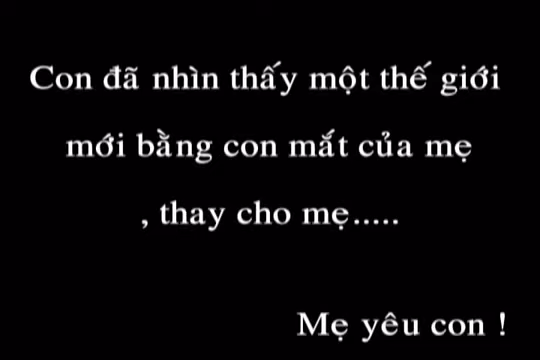 Con đã nhìn thấy một thế giới
mới bằng con mắt của mẹ
, thay cho mẹ.....
Mẹ yêu con !